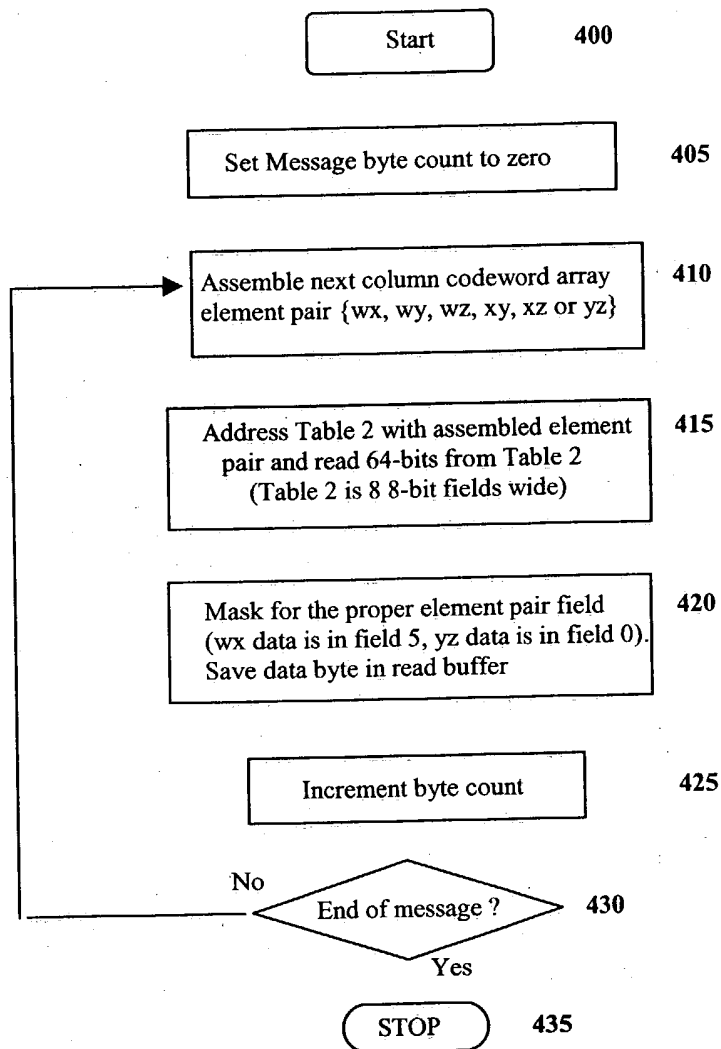 Start 400
Set Message byte count to zero 405
Assemble next column codeword array 410
element pair {wx, wy, wz, xy, xz or yz}
Address Table 2 with assembled element 415
pair and read 64-bits from Table 2
(Table 2 is 8 8-bit fields wide)
Mask for the proper element pair field 420
(wx data is in field 5, yz data is in field 0).
Save data byte in read buffer
Increment byte count 425
No
End of message ? 430
Yes
STOP 435